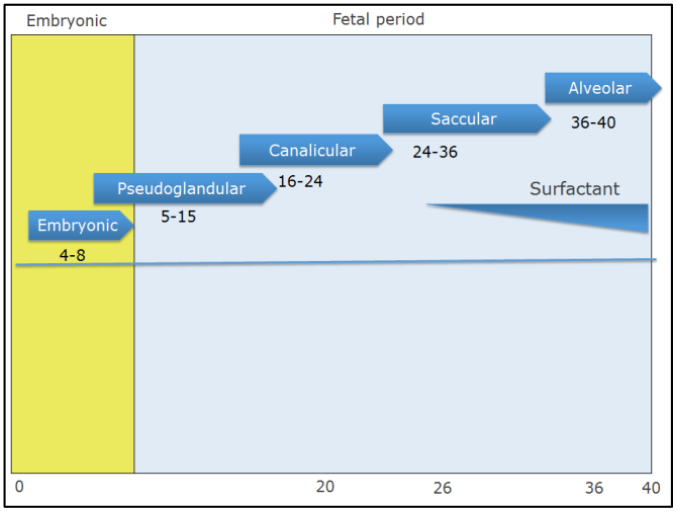 Embryonic
Fetal period
Alveolar
36-40
Saccular
24-36
Canalicular
16-24
Pseudoglandular
5-15
Surfactant
Embryonic
4-8
0
20
26
36
40